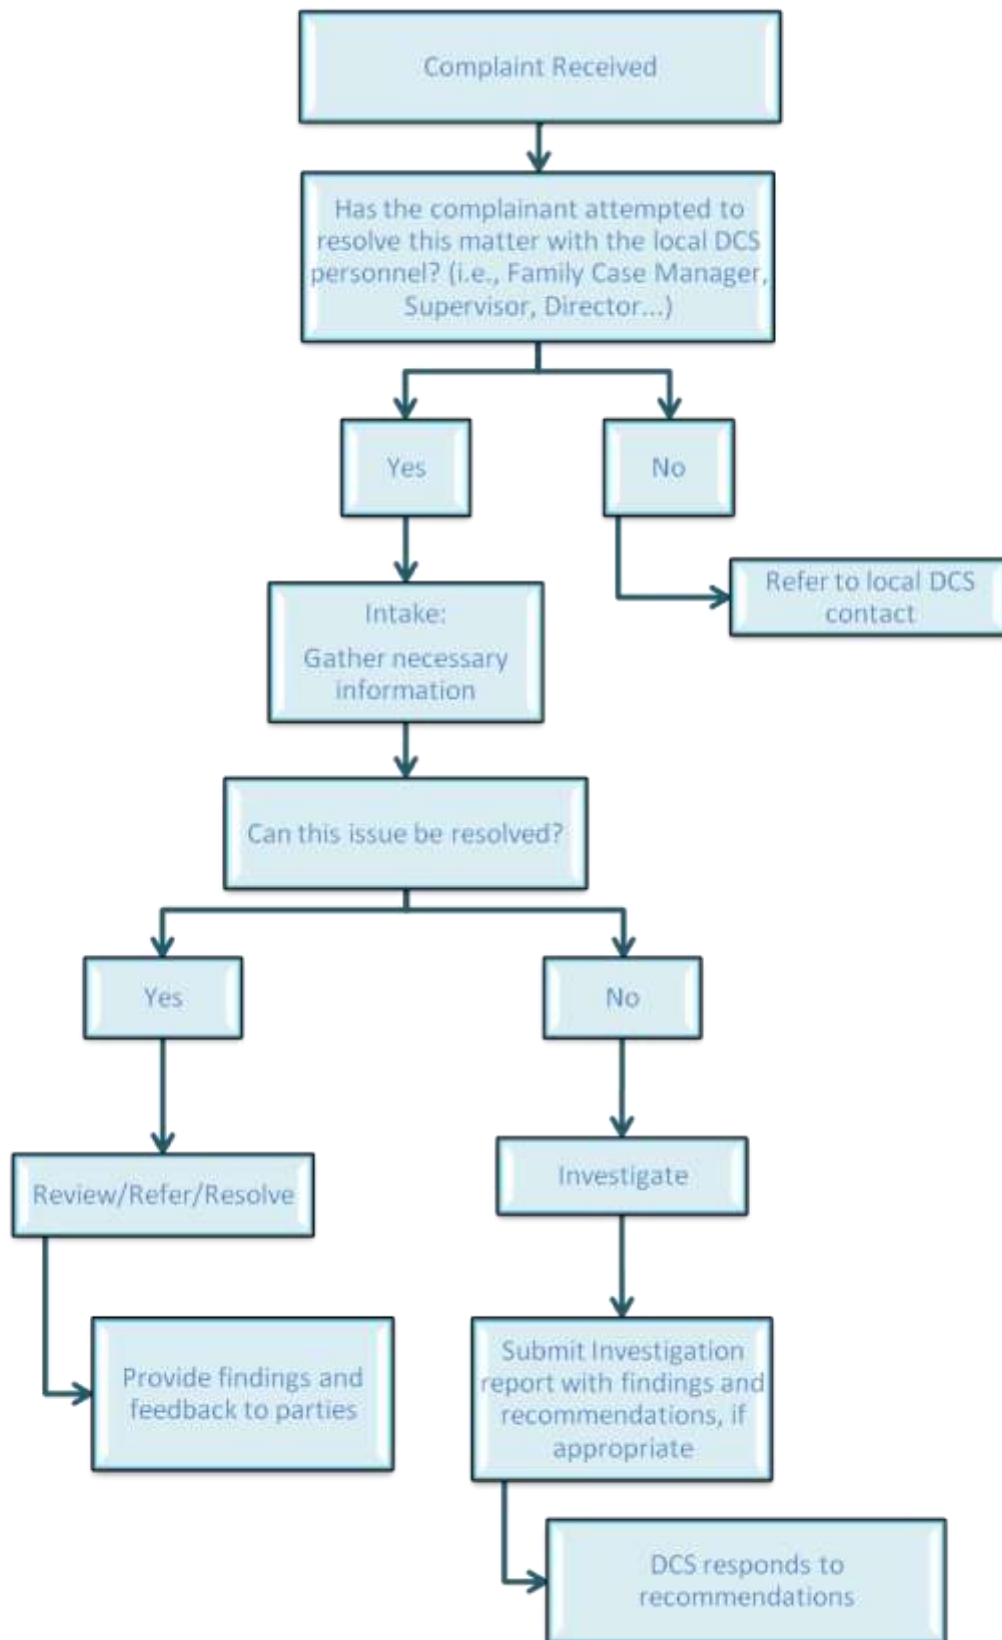 Complaint Received
Has the complainant attempted to
resolve this matter with the local DCS
personnel? (i.e., Family Case Manager,
Supervisor, Director...)
Yes
No
Refer to local DCS
contact
Intake:
Gather necessary
information
Can this issue be resolved?
Yes
No
Review/Refer/Resolve
Investigate
Provide findings and
feedback to parties
Submit Investigation
report with findings and
recommendations, if
appropriate
DCS responds to
recommendations